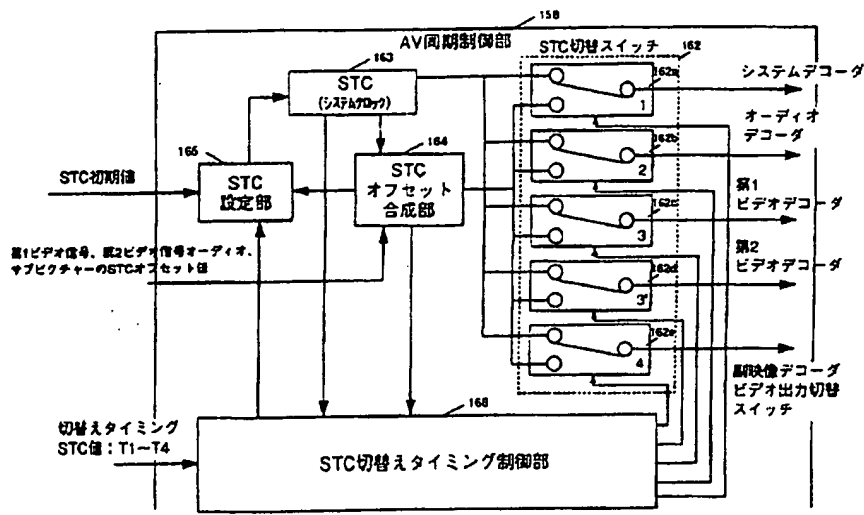 158
AV同期制御部
163
STC
(システムクロック)
STC切替スイッチ
162
162a
1
システムデコーダ
オーディオ
デコーダ
165
STC
設定部
164
STC
オフセット
合成部
162b
2
STC初期値
162c
3
第1
ビデオデコーダ
第1ビデオ信号、第2ビデオ信号オーディオ、
サブピクチャーのSTCオフセット値
162d
3'
第2
ビデオデコーダ
162e
4
副映像デコーダ
ビデオ出力切替
スイッチ
切替えタイミング
STC値：T1～T4
166
STC切替えタイミング制御部